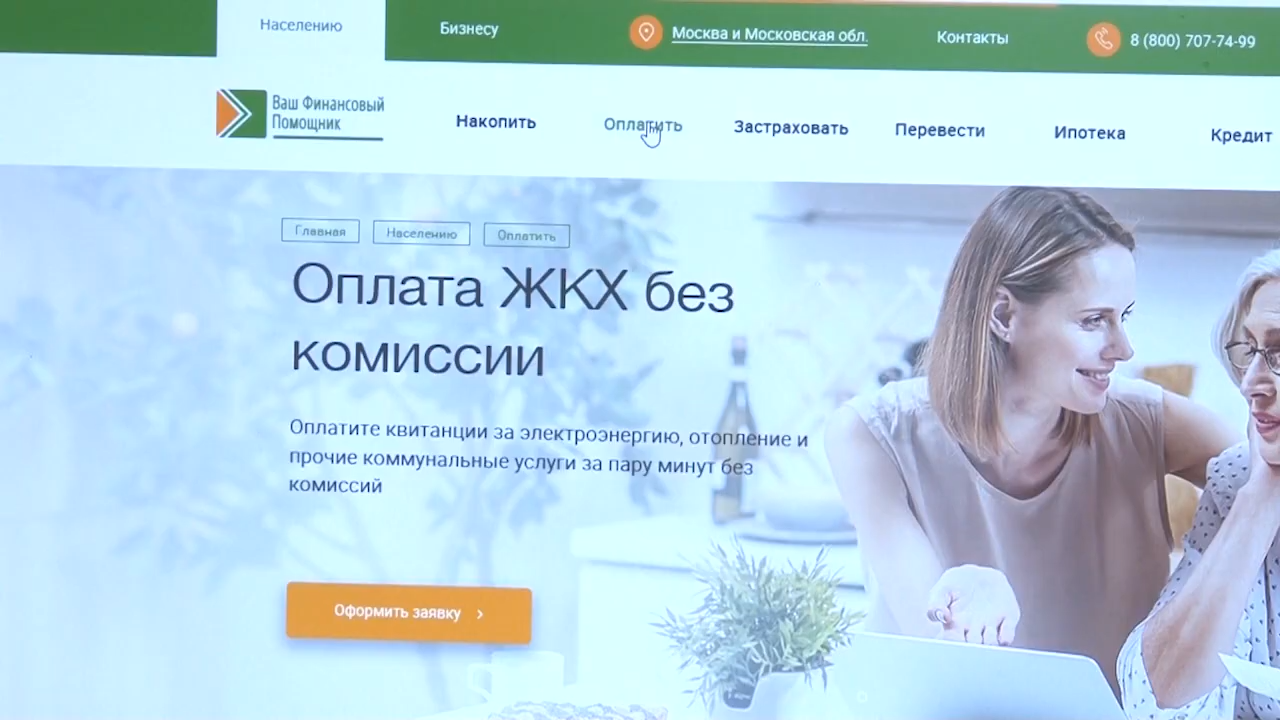 Населению
Бизнесу
Москва и Московская обл.
Контакты
8 (800) 707-74-99
Ваш Финансовый
Помощник
Накопить
Оплатить
Застраховать
Перевести
Ипотека
Кредит
Главная
Населению
Оплатить
Оплата ЖКХ без
комиссии
Оплатите квитанции за электроэнергию, отопление и
прочие коммунальные услуги за пару минут без
комиссий
Оформить заявку